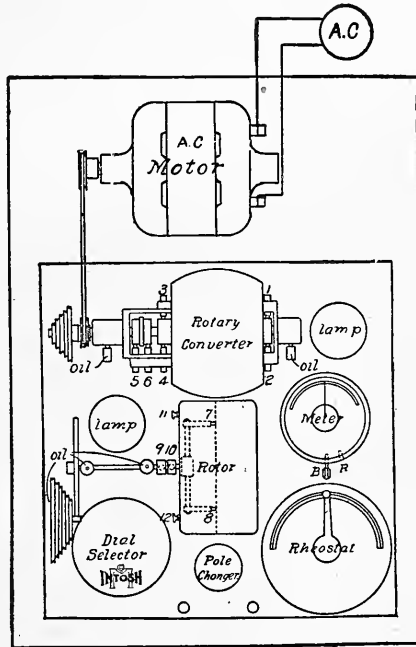 A.C
A.C
Motor
3
1
Rotary
Converter
lamp
oil
5 6 4
2
oil
lamp
11
7
Meter
oil
9 10
Rotor
B
R
12
8
Dial
Selector
INTOSH
Pole
Changer
Rheostat